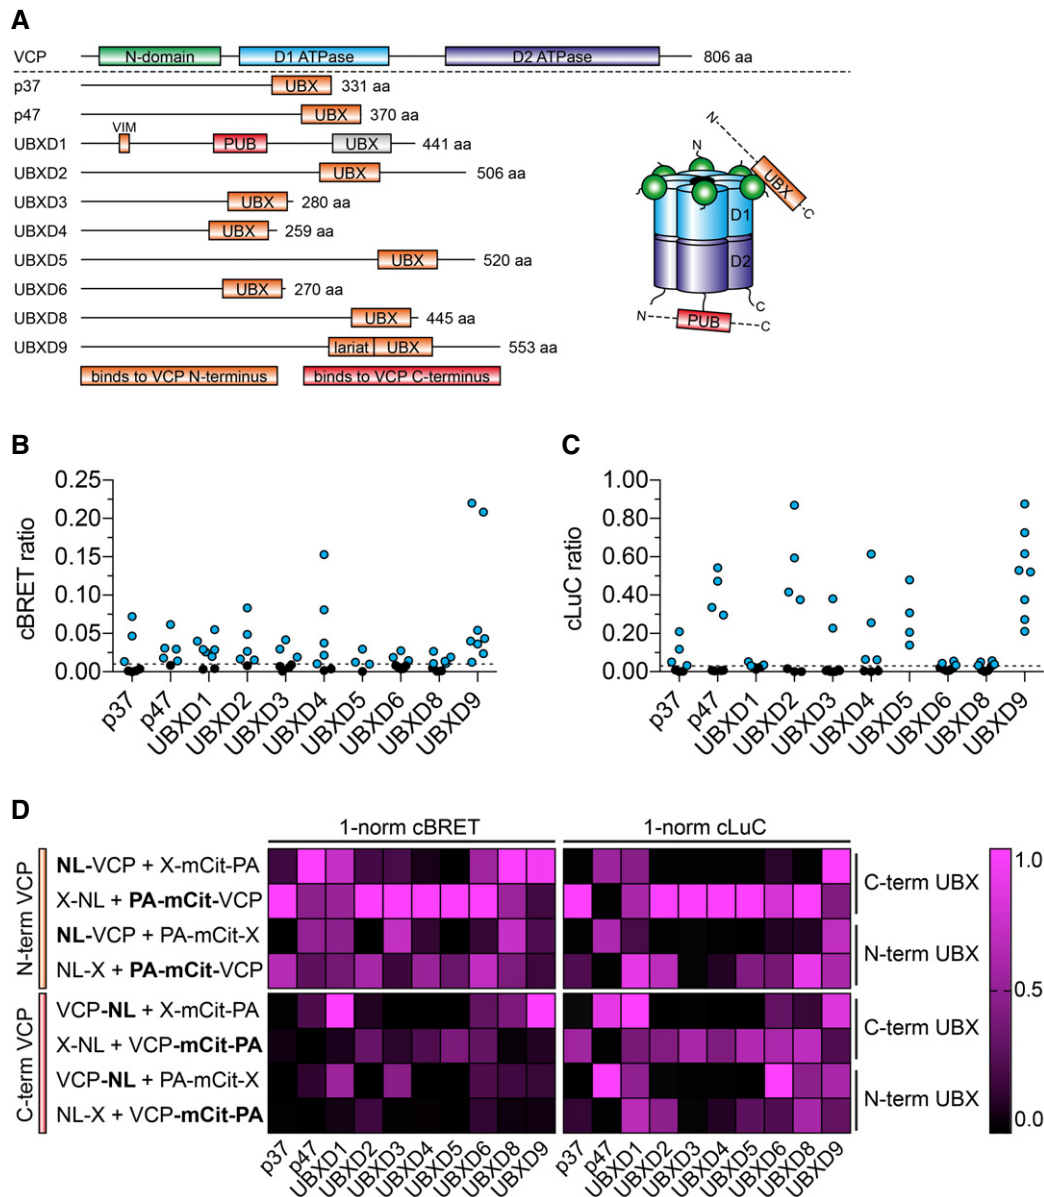 A
VCP N-domain D1 ATPase D2 ATPase 806 aa
p37 UBX 331 aa
p47 UBX 370 aa
VIM
UBXD1 PUB UBX 441 aa
UBXD2 UBX 506 aa
UBXD3 UBX 280 aa
UBXD4 UBX 259 aa
UBXD5 UBX 520 aa
UBXD6 UBX 270 aa
UBXD8 UBX 445 aa
UBXD9 lariat UBX 553 aa
binds to VCP N-terminus binds to VCP C-terminus
N
N
UBX
C
D1
D2
C
N PUB C
B
cBRET ratio
0.25
0.20
0.15
0.10
0.05
0.00
p37 p47 UBXD1 UBXD2 UBXD3 UBXD4 UBXD5 UBXD6 UBXD8 UBXD9
C
cLuC ratio
1.00
0.80
0.60
0.40
0.20
0.00
p37 p47 UBXD1 UBXD2 UBXD3 UBXD4 UBXD5 UBXD6 UBXD8 UBXD9
D
1-norm cBRET 1-norm cLuC
N-term VCP
NL-VCP + X-mCit-PA
X-NL + PA-mCit-VCP
C-term UBX
NL-VCP + PA-mCit-X
NL-X + PA-mCit-VCP
N-term UBX
C-term VCP
VCP-NL + X-mCit-PA
X-NL + VCP-mCit-PA
C-term UBX
VCP-NL + PA-mCit-X
NL-X + VCP-mCit-PA
N-term UBX
p37 p47 UBXD1 UBXD2 UBXD3 UBXD4 UBXD5 UBXD6 UBXD8 UBXD9
p37 p47 UBXD1 UBXD2 UBXD3 UBXD4 UBXD5 UBXD6 UBXD8 UBXD9
1.0
0.5
0.0